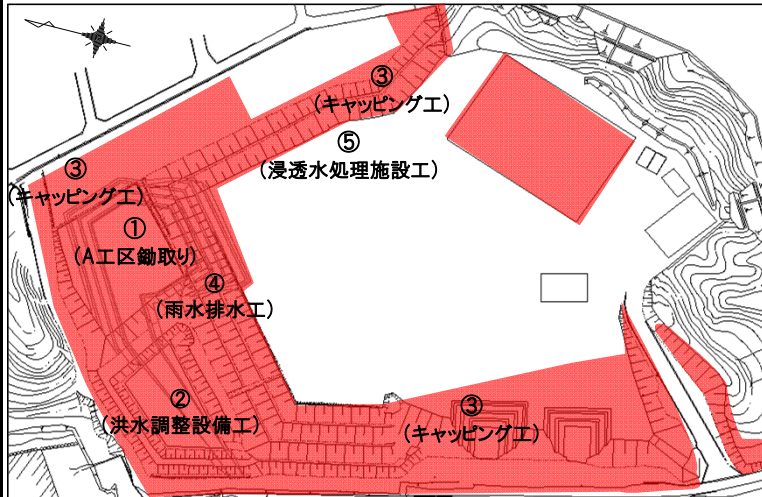 ③
(キャッピング工)
⑤
(浸透水処理施設工)
③
(キャッピング工)
①
(A工区鋤取り)
④
(雨水排水工)
②
(洪水調整設備工)
③
(キャッピング工)